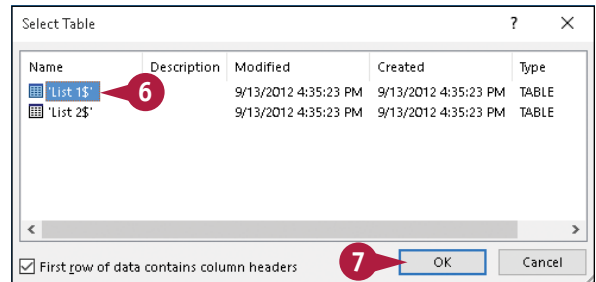 Select Table ? ×
Name Description Modified Created Type
'List 1$' 6 9/13/2012 4:35:23 PM 9/13/2012 4:35:23 PM TABLE
'List 2$' 9/13/2012 4:35:23 PM 9/13/2012 4:35:23 PM TABLE
First row of data contains column headers 7 OK Cancel